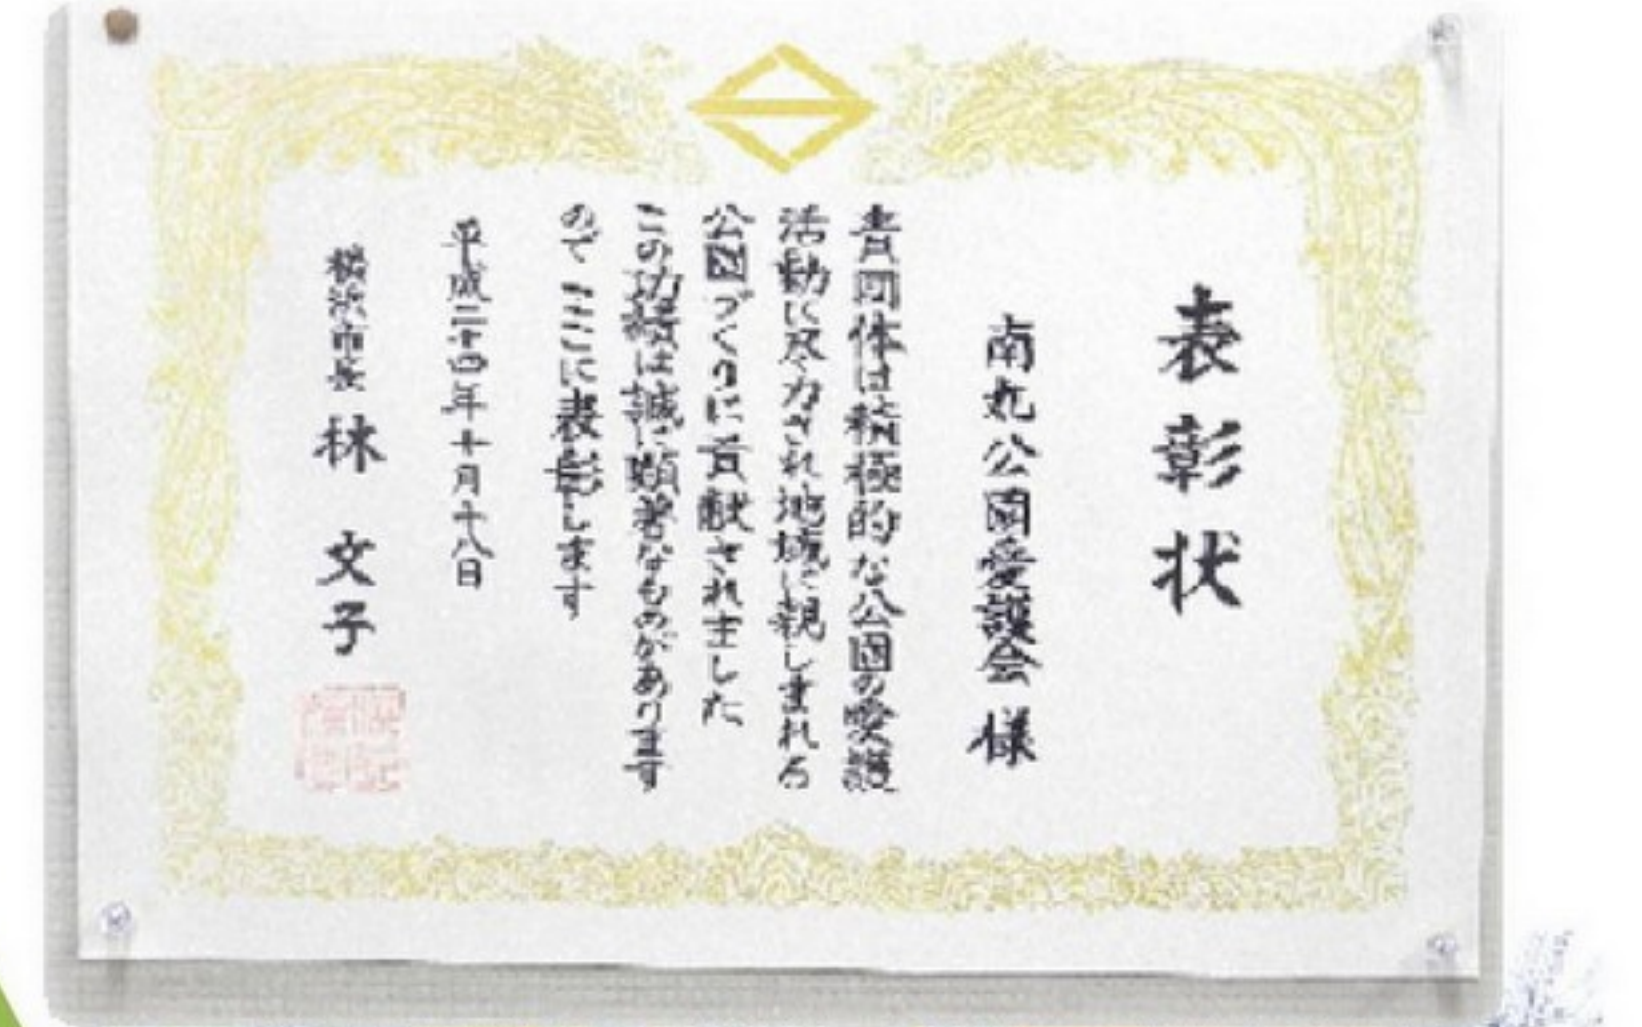 表彰状
南丸公園愛護会 様
貴団体は積極的な公園の愛護
活動に尽力され地域に親しまれる
公園づくりに貢献されました
この功績は誠に顕著なものがあります
ので ここに表彰します
平成二十四年十月十八日
横浜市長 林 文子